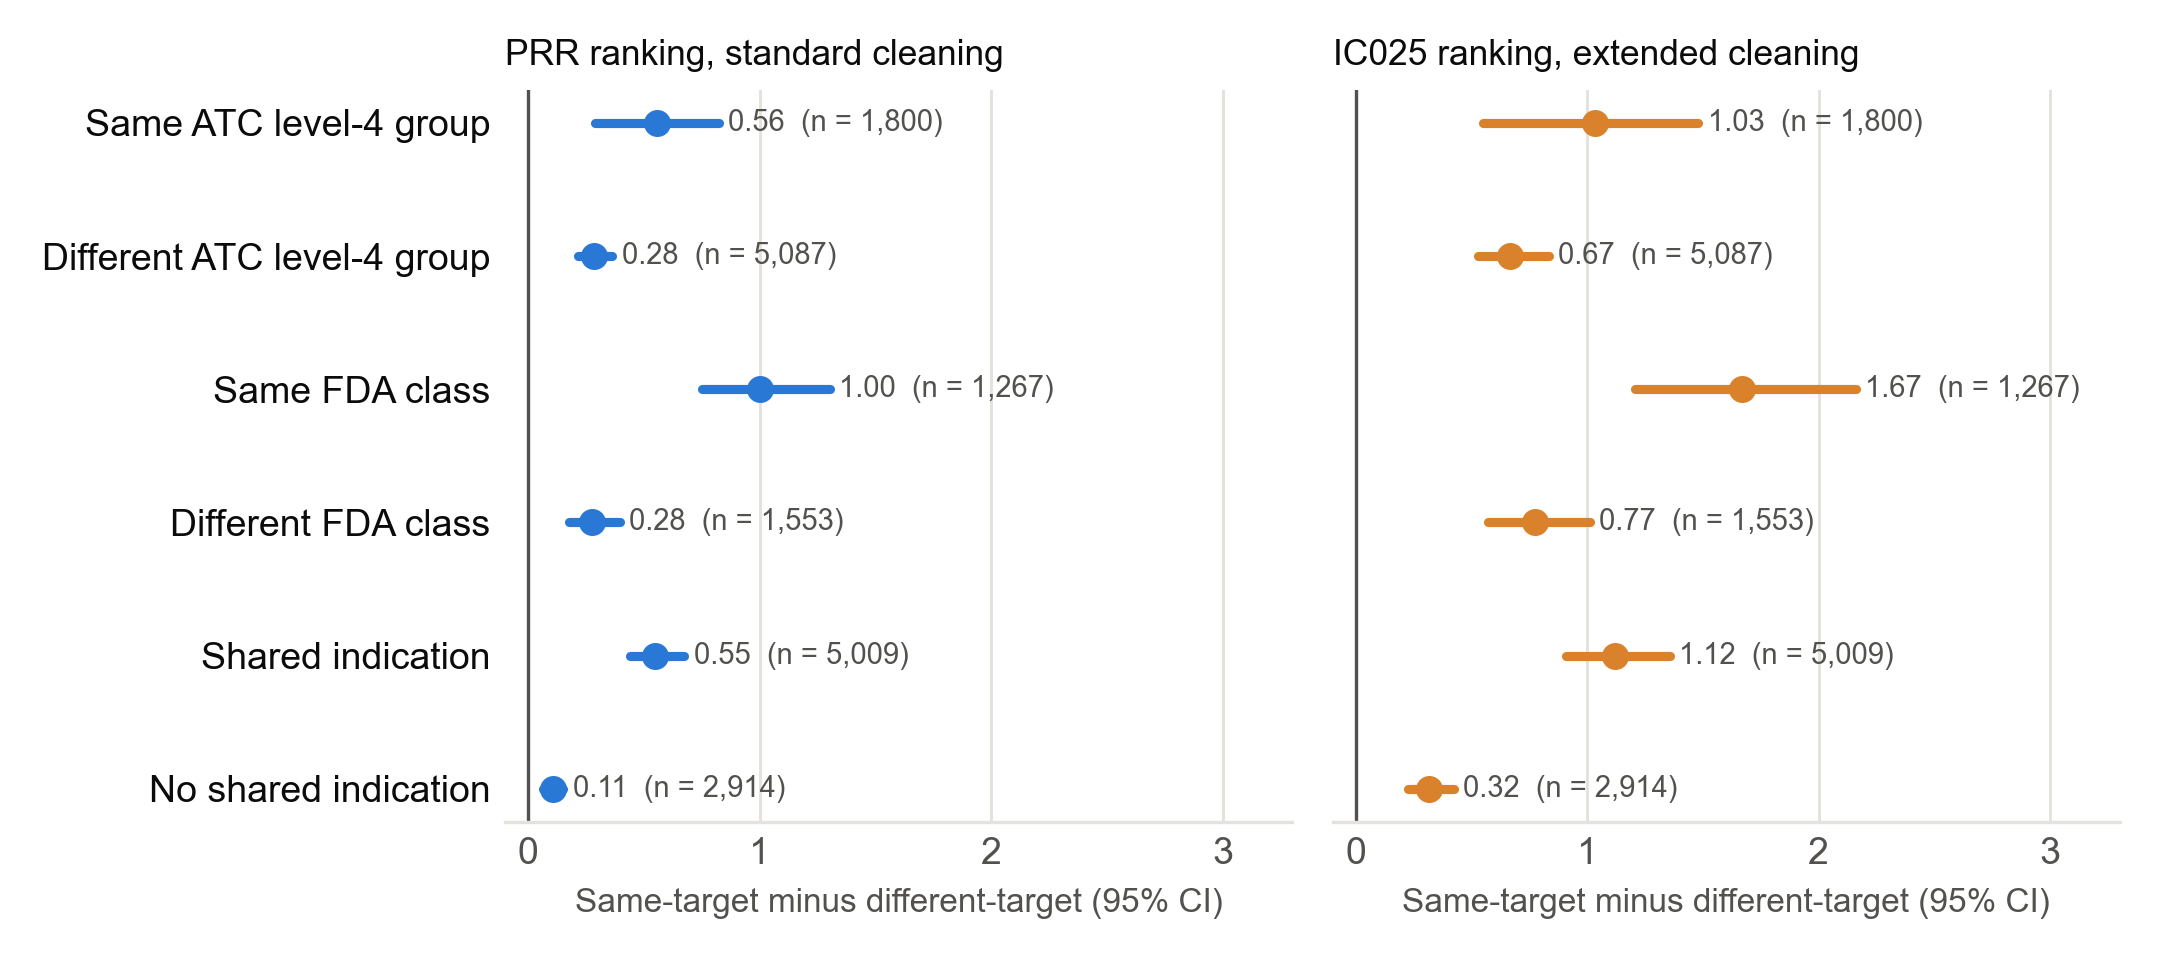 PRR ranking, standard cleaning
IC025 ranking, extended cleaning
Same ATC level-4 group
0.56 (n = 1,800)
1.03 (n = 1,800)
Different ATC level-4 group
0.28 (n = 5,087)
0.67 (n = 5,087)
Same FDA class
1.00 (n = 1,267)
1.67 (n = 1,267)
Different FDA class
0.28 (n = 1,553)
0.77 (n = 1,553)
Shared indication
0.55 (n = 5,009)
1.12 (n = 5,009)
No shared indication
0.11 (n = 2,914)
0.32 (n = 2,914)
0 1 2 3
0 1 2 3
Same-target minus different-target (95% CI)
Same-target minus different-target (95% CI)